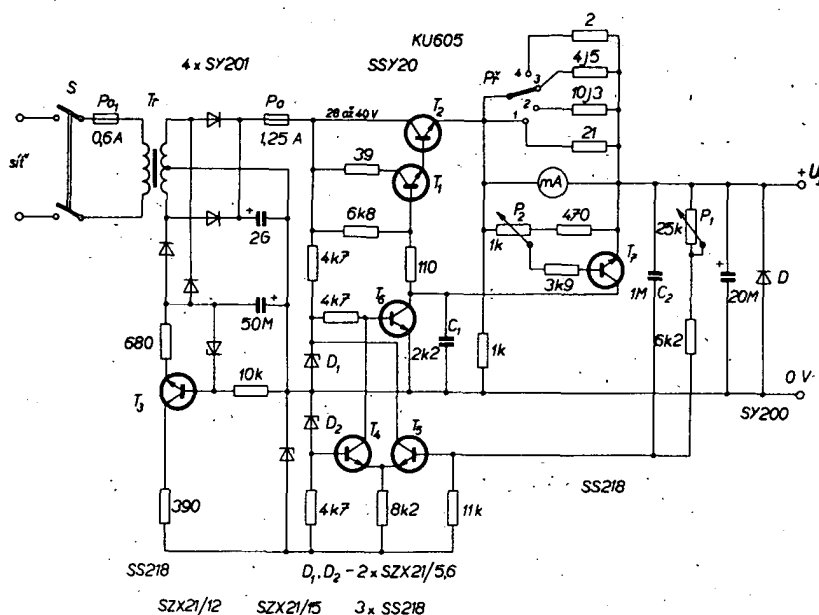 KU605
4 x SY201
SSY20
2
4j5
10j3
21
Př
4
3
2
1
S
Po₁
0,6A
Tr
Po
1,25 A
28 až 40 V
T₂
T₁
39
6k8
síť
mA
+ U
P₂
1k
470
T₇
3k9
P₁
25k
2G
4k7
110
4k7
T₆
C₁
2k2
1M
C₂
20M
D
50M
D₁
1k
6k2
680
10k
T₃
0 V
SY200
D₂
T₄
T₅
390
4k7
8k2
11k
SS218
SS218
D₁, D₂ - 2 x SZX21/5,6
SZX21/12
SZX21/15
3 x SS218